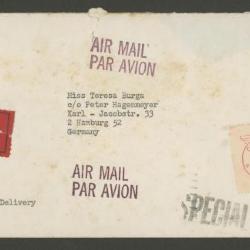 AIR MAIL
PAR AVION
Miss Teresa Burga
c/o Peter Hagenmeyer
Karl - Jacobstr. 33
2 Hamburg 52
Germany
AIR MAIL
PAR AVION
Delivery
SPECIAL